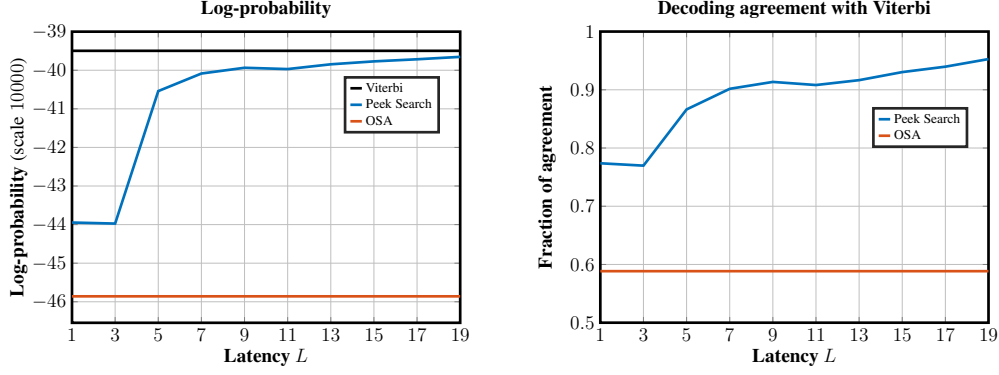 Log-probability
−39
−40
−41
−42
−43
−44
−45
−46
Log-probability (scale 10000)
Viterbi
Peek Search
OSA
1 3 5 7 9 11 13 15 17 19
Latency L
Decoding agreement with Viterbi
1
0.9
0.8
0.7
0.6
0.5
Fraction of agreement
Peek Search
OSA
1 3 5 7 9 11 13 15 17 19
Latency L